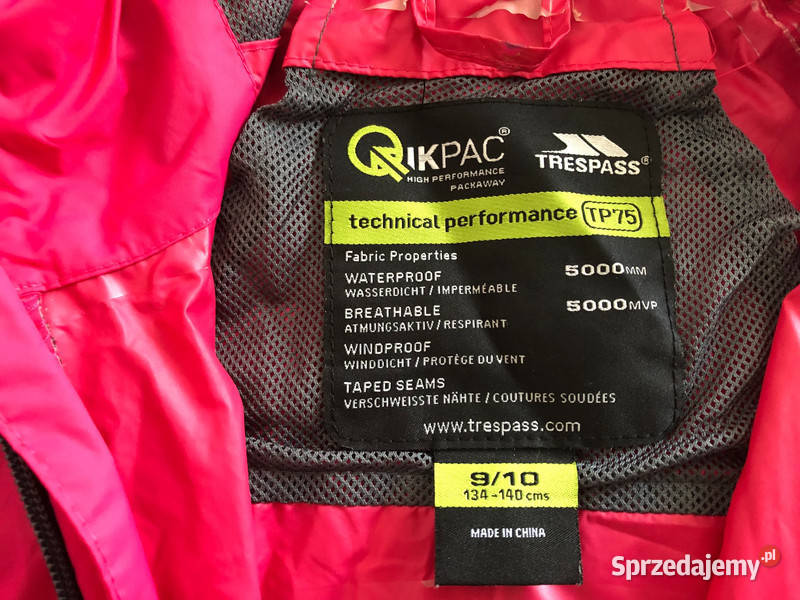 QIKPAC®
HIGH PERFORMANCE
PACKAWAY
TRESPASS®
technical performance TP75
Fabric Properties
WATERPROOF 5000MM
WASSERDICHT / IMPERMÉABLE
BREATHABLE 5000MVP
ATMUNGSAKTIV / RESPIRANT
WINDPROOF
WINDDICHT / PROTÈGE DU VENT
TAPED SEAMS
VERSCHWEISSTE NÄHTE / COUTURES SOUDÉES
www.trespass.com
9/10
134-140 cms
MADE IN CHINA
Sprzedajemy.pl